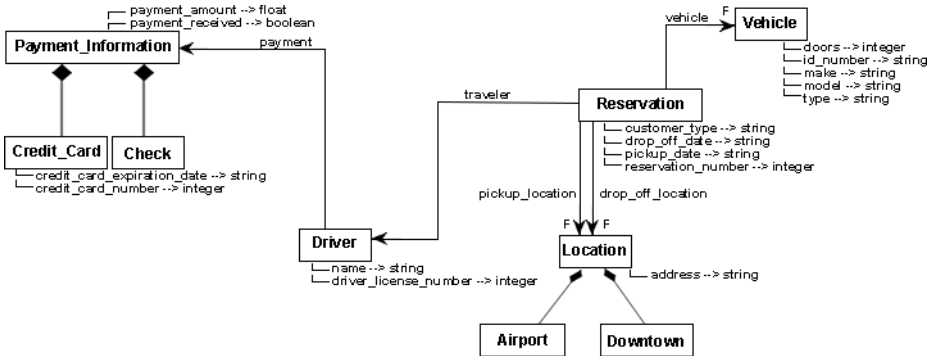 payment_amount --> float
payment_received --> boolean
Payment_Information
payment
vehicle
F
Vehicle
doors --> integer
id_number --> string
make --> string
model --> string
type --> string
traveler
Reservation
customer_type --> string
drop_off_date --> string
pickup_date --> string
reservation_number --> integer
Credit_Card
Check
credit_card_expiration_date --> string
credit_card_number --> integer
pickup_location
drop_off_location
F
F
Driver
name --> string
driver_license_number --> integer
Location
address --> string
Airport
Downtown